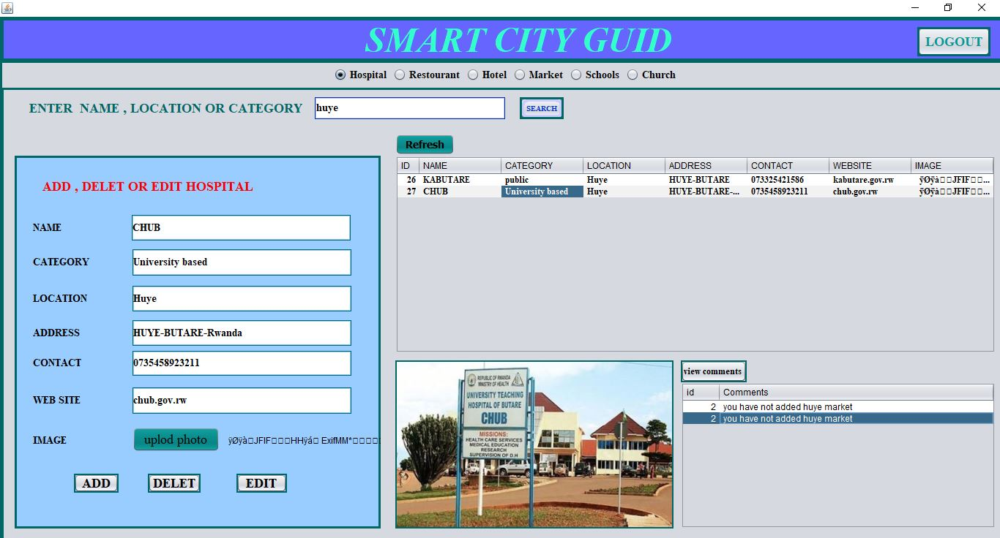 SMART CITY GUID
LOGOUT
Hospital Restourant Hotel Market Schools Church
ENTER NAME , LOCATION OR CATEGORY huye SEARCH
Refresh
ID NAME CATEGORY LOCATION ADDRESS CONTACT WEBSITE IMAGE
26 KABUTARE public Huye HUYE-BUTARE 073325421586 kabutare.gov.rw ÿØÿà□□JFIF□□...
27 CHUB University based Huye HUYE-BUTARE-... 0735458923211 chub.gov.rw ÿØÿà□□JFIF□□...
ADD , DELET OR EDIT HOSPITAL
NAME CHUB
CATEGORY University based
LOCATION Huye
ADDRESS HUYE-BUTARE-Rwanda
CONTACT 0735458923211
WEB SITE chub.gov.rw
IMAGE uplod photo ÿØÿà□JFIF□□□HHÿá□ ExifMM*□□□□
ADD DELET EDIT
REPUBLIC OF RWANDA
MINISTRY OF HEALTH
UNIVERSITY TEACHING
HOSPITAL OF BUTARE
CHUB
MISSIONS:
HEALTH CARE SERVICES
MEDICAL EDUCATION
RESEARCH
SUPERVISION OF D.H
view comments
id Comments
2 you have not added huye market
2 you have not added huye market